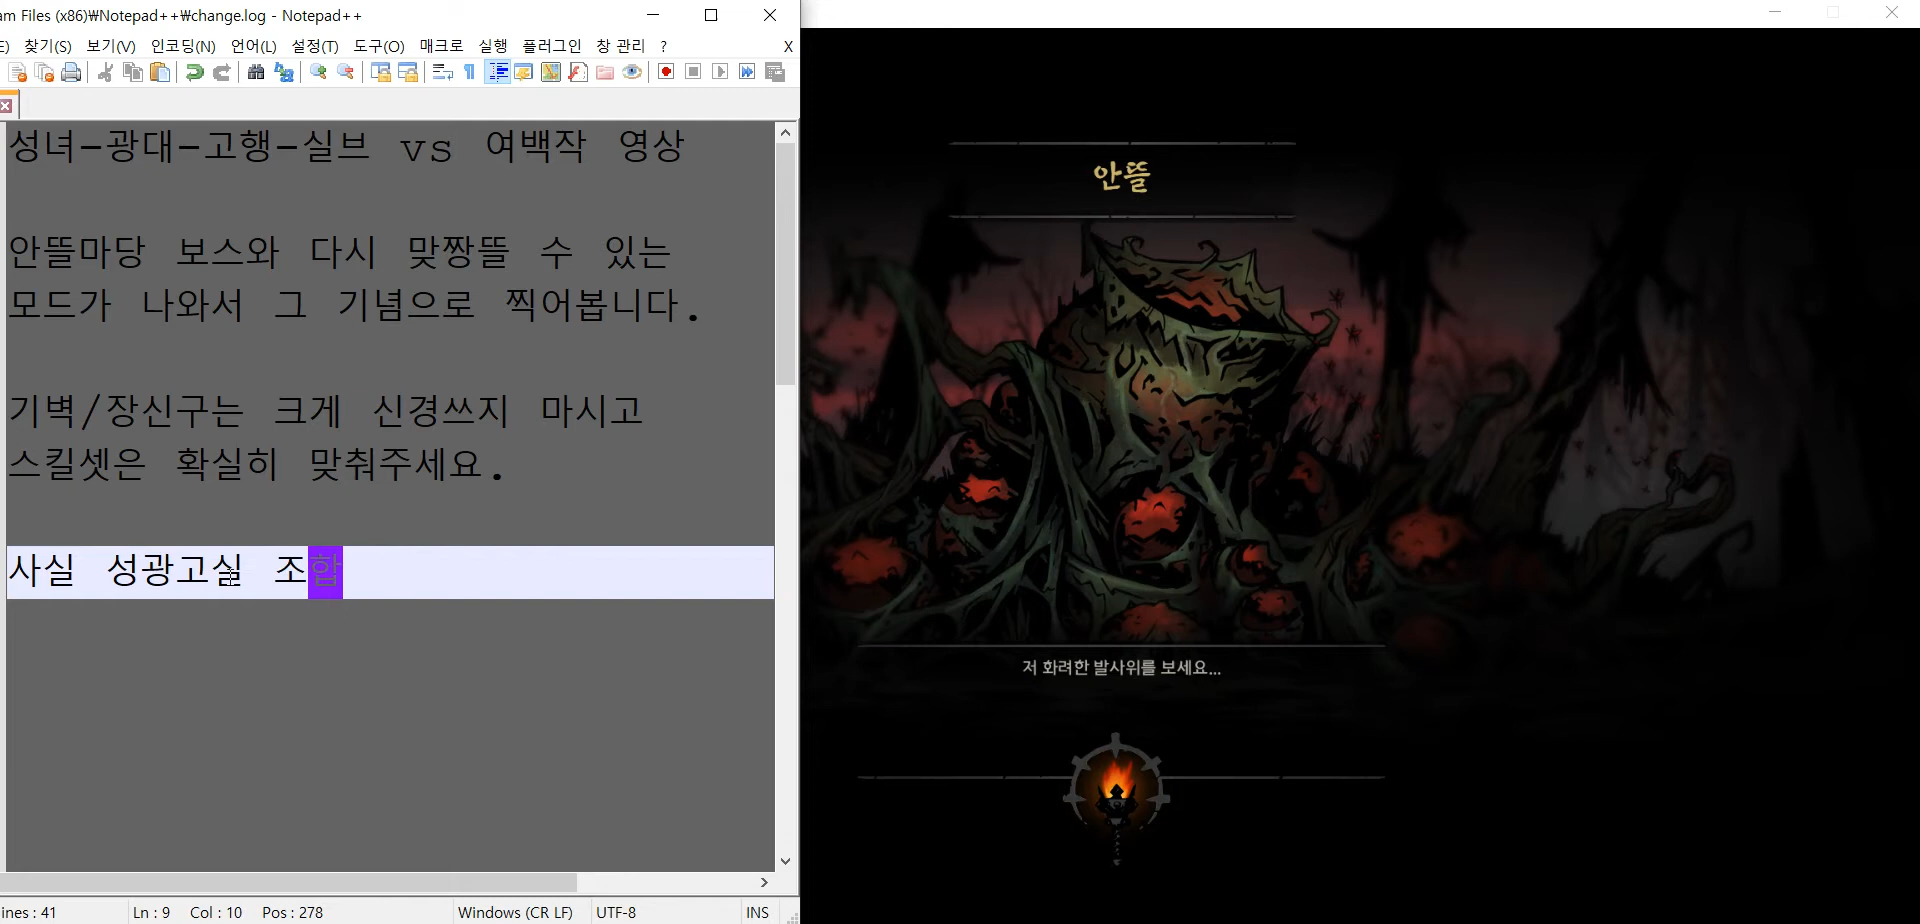 am Files (x86)₩Notepad++₩change.log - Notepad++
E) 찾기(S) 보기(V) 인코딩(N) 언어(L) 설정(T) 도구(O) 매크로 실행 플러그인 창 관리 ? X
성녀-광대-고행-실브 vs 여백작 영상
안뜰마당 보스와 다시 맞짱뜰 수 있는
모드가 나와서 그 기념으로 찍어봅니다.
기벽/장신구는 크게 신경쓰지 마시고
스킬셋은 확실히 맞춰주세요.
사실 성광고실 조합
ines : 41 Ln : 9 Col : 10 Pos : 278 Windows (CR LF) UTF-8 INS
안뜰
저 화려한 발사위를 보세요...